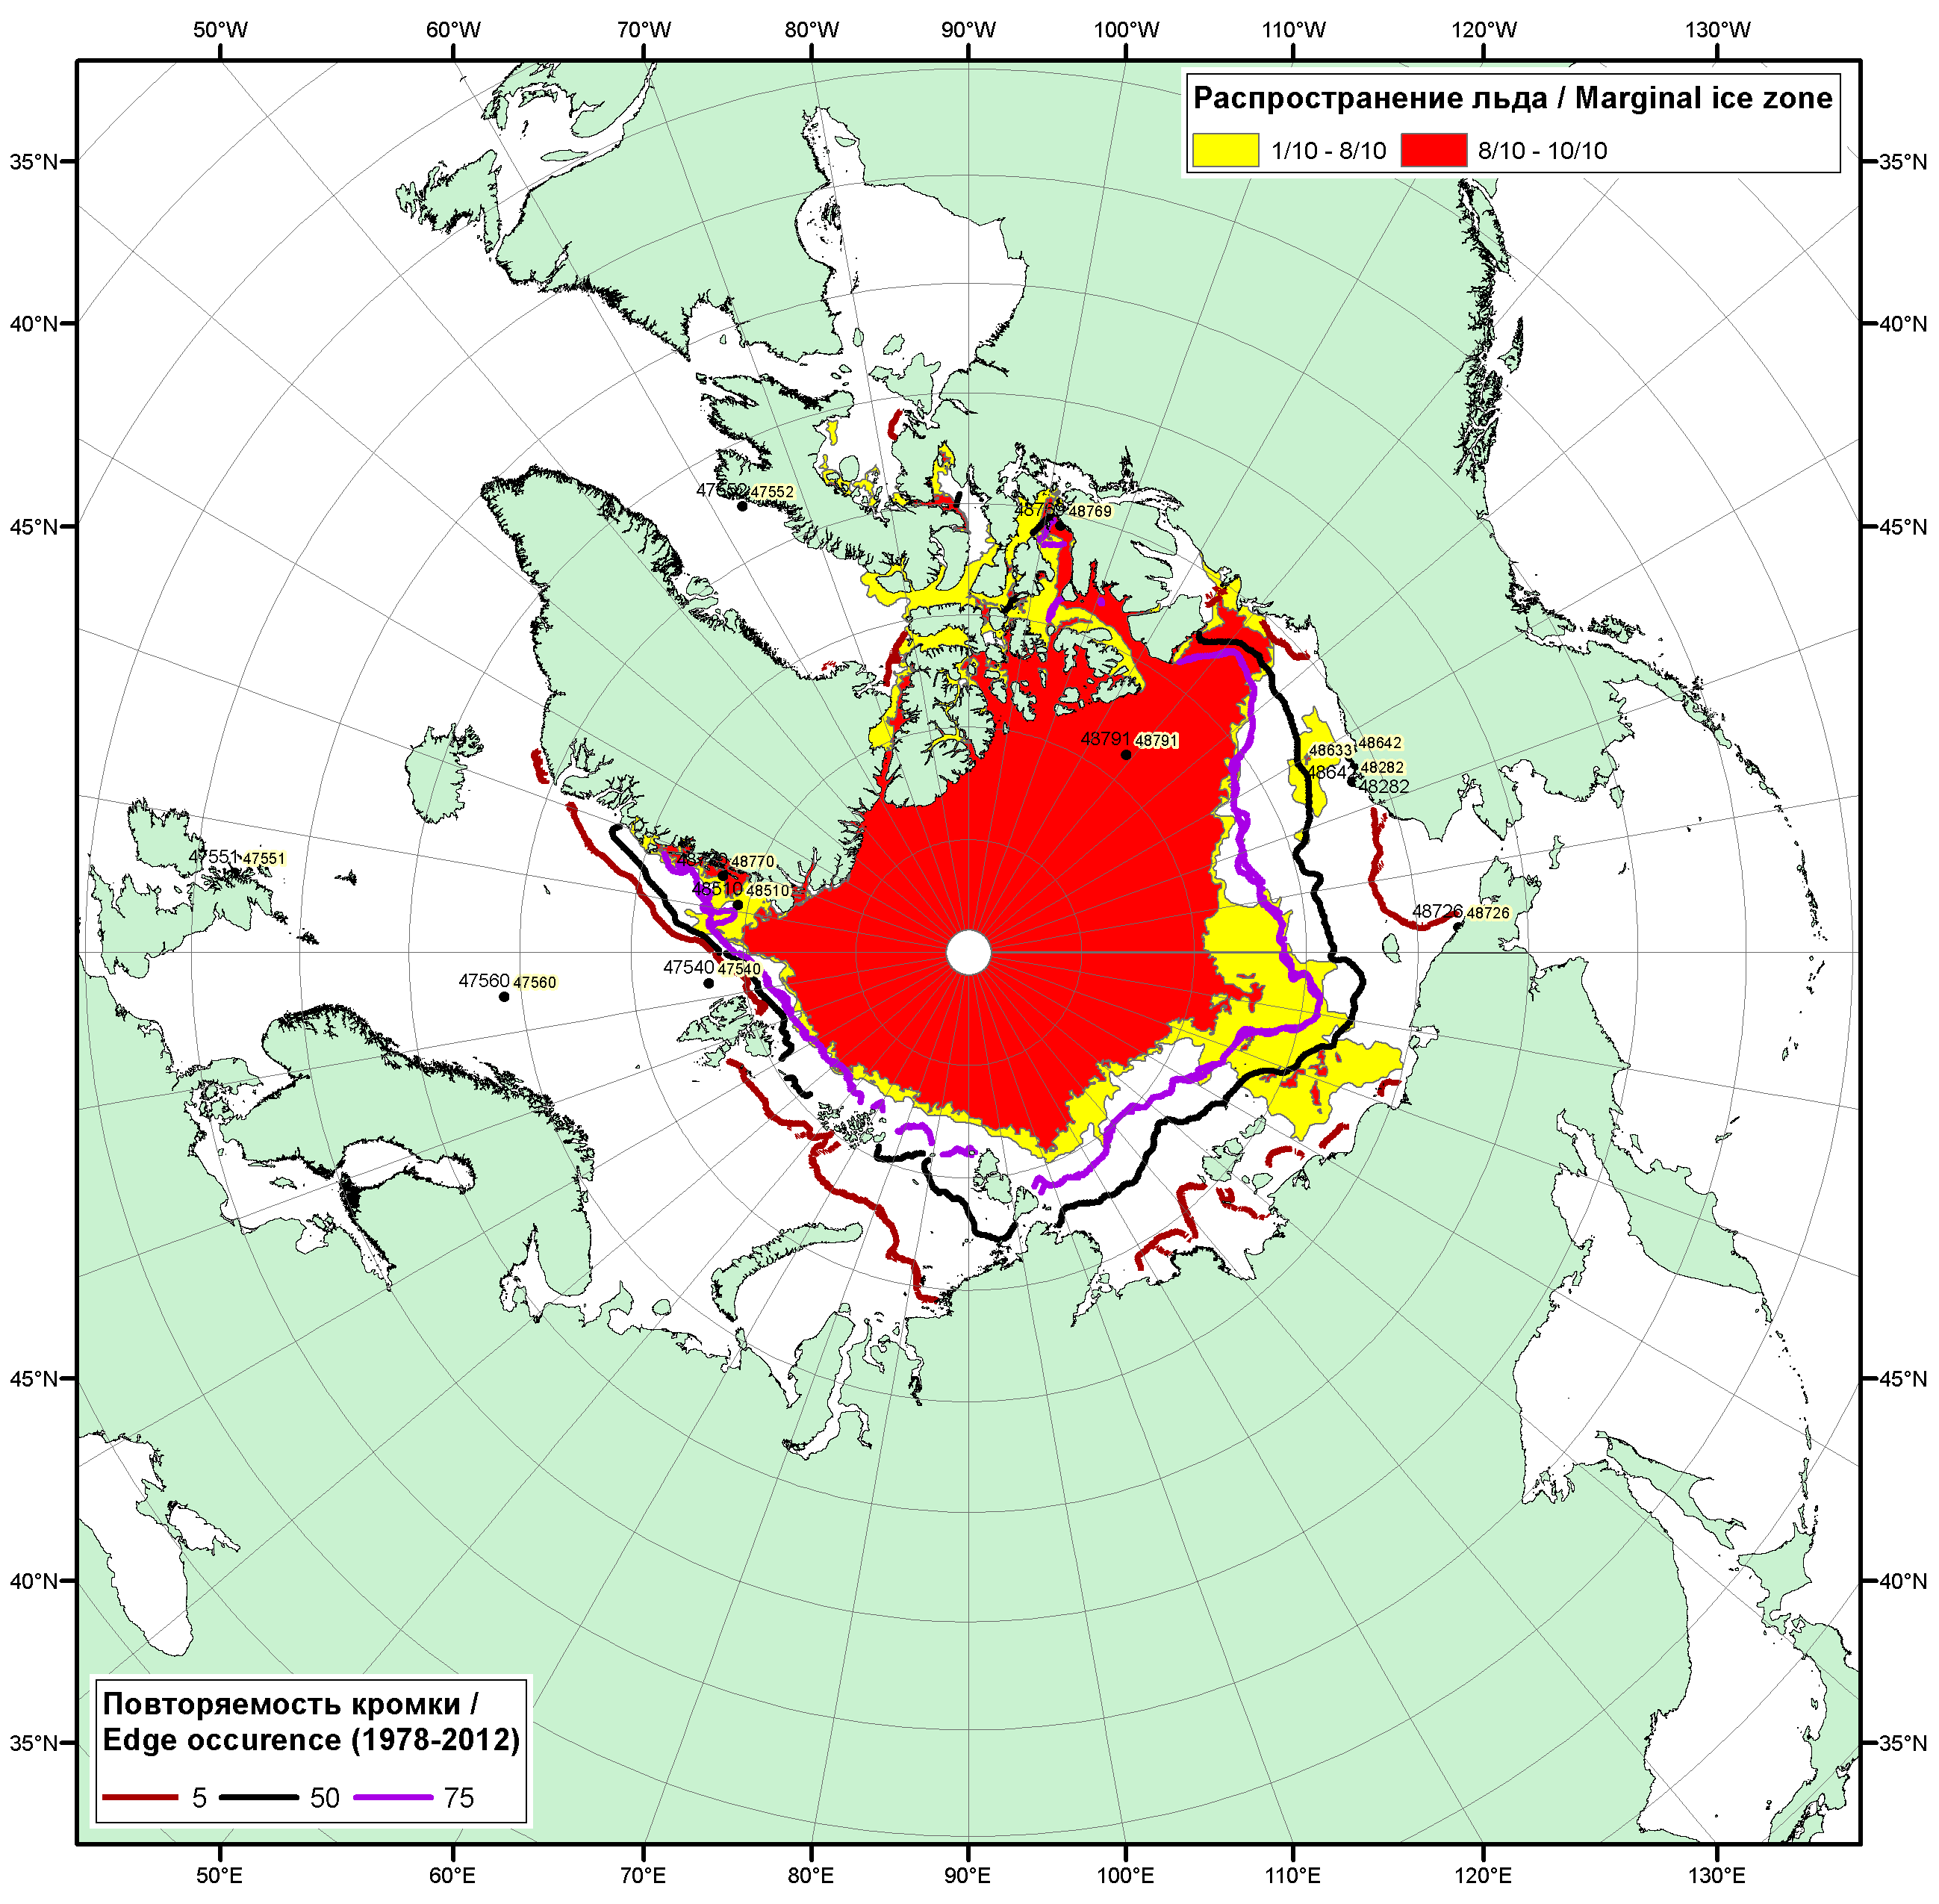 50°W 60°W 70°W 80°W 90°W 100°W 110°W 120°W 130°W
Распространение льда / Marginal ice zone
1/10 - 8/10 8/10 - 10/10
35°N 35°N
40°N 40°N
45°N 45°N
47552 47552
48769 48769
48791 48791
48633 48642
48642 48282
48282
47551 47551
48770
48510 48510
48726 48726
47540 47540
47560 47560
45°N 45°N
40°N 40°N
35°N 35°N
Повторяемость кромки /
Edge occurence (1978-2012)
5 50 75
50°E 60°E 70°E 80°E 90°E 100°E 110°E 120°E 130°E